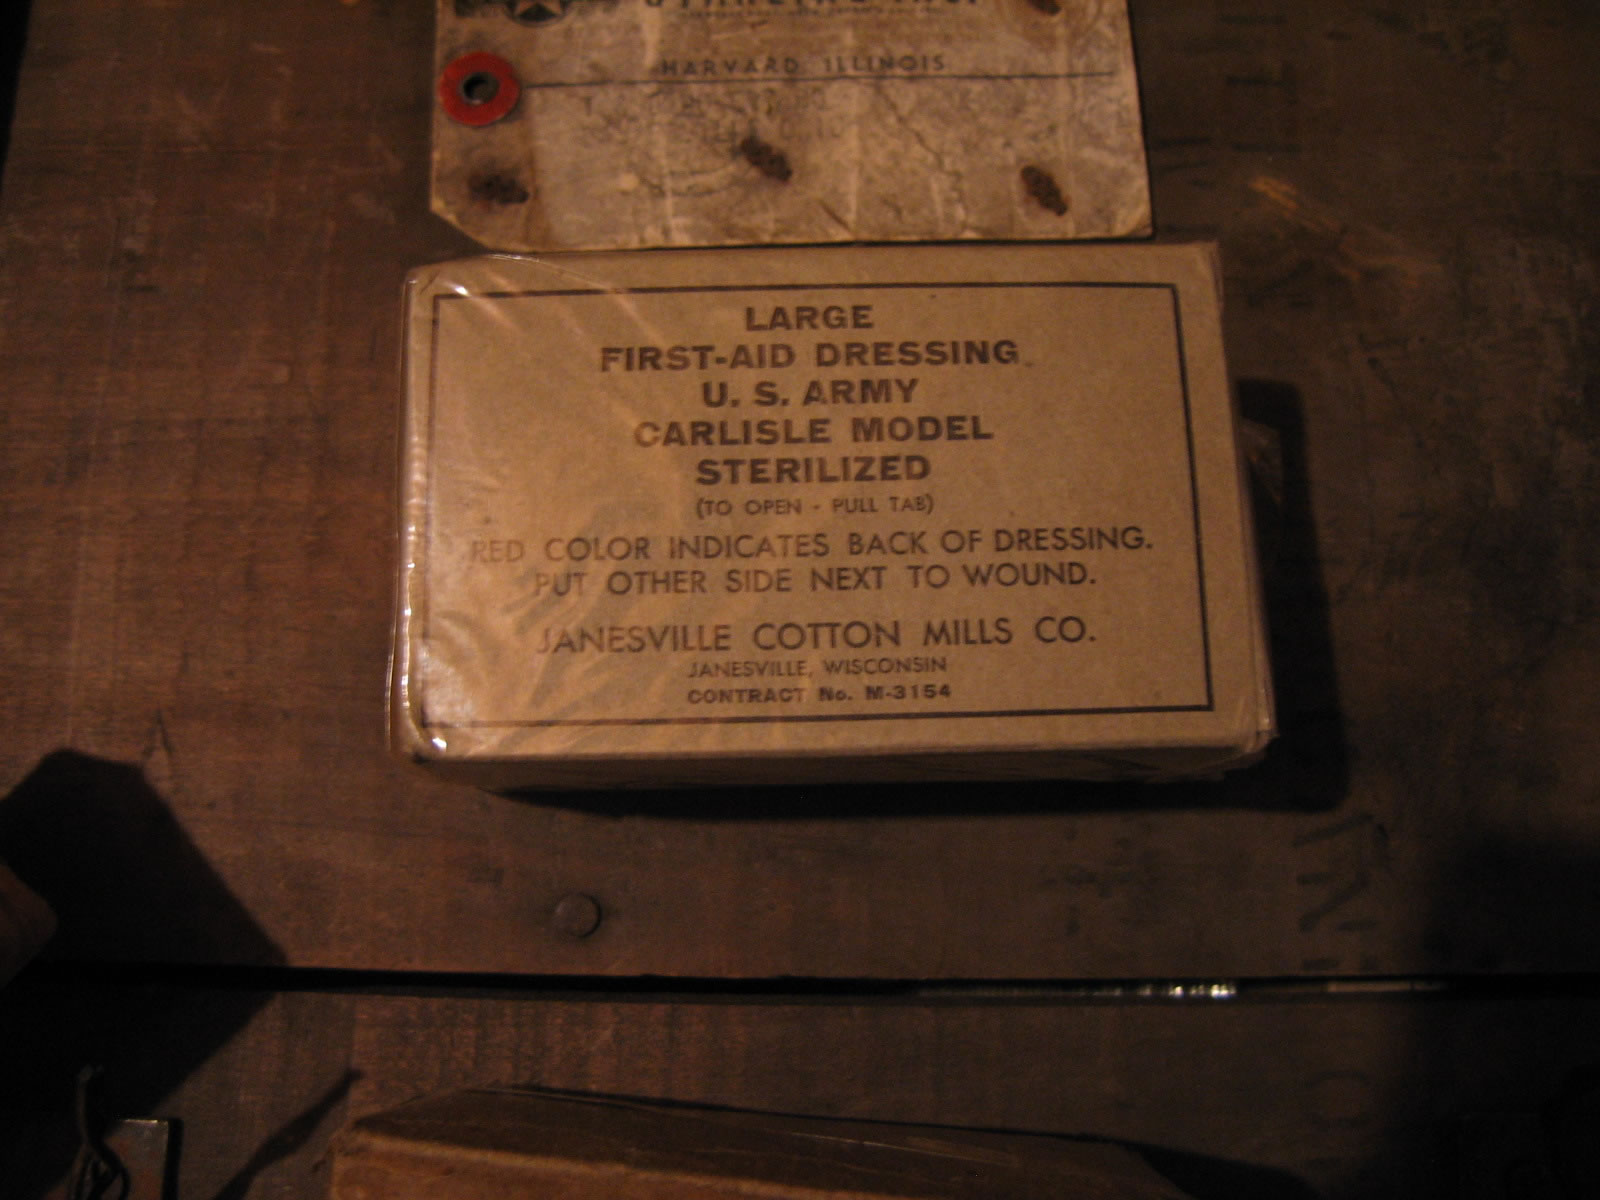 HARVARD ILLINOIS
LARGE
FIRST-AID DRESSING
U. S. ARMY
CARLISLE MODEL
STERILIZED
(TO OPEN - PULL TAB)
RED COLOR INDICATES BACK OF DRESSING.
PUT OTHER SIDE NEXT TO WOUND.
JANESVILLE COTTON MILLS CO.
JANESVILLE, WISCONSIN
CONTRACT No. M-3154